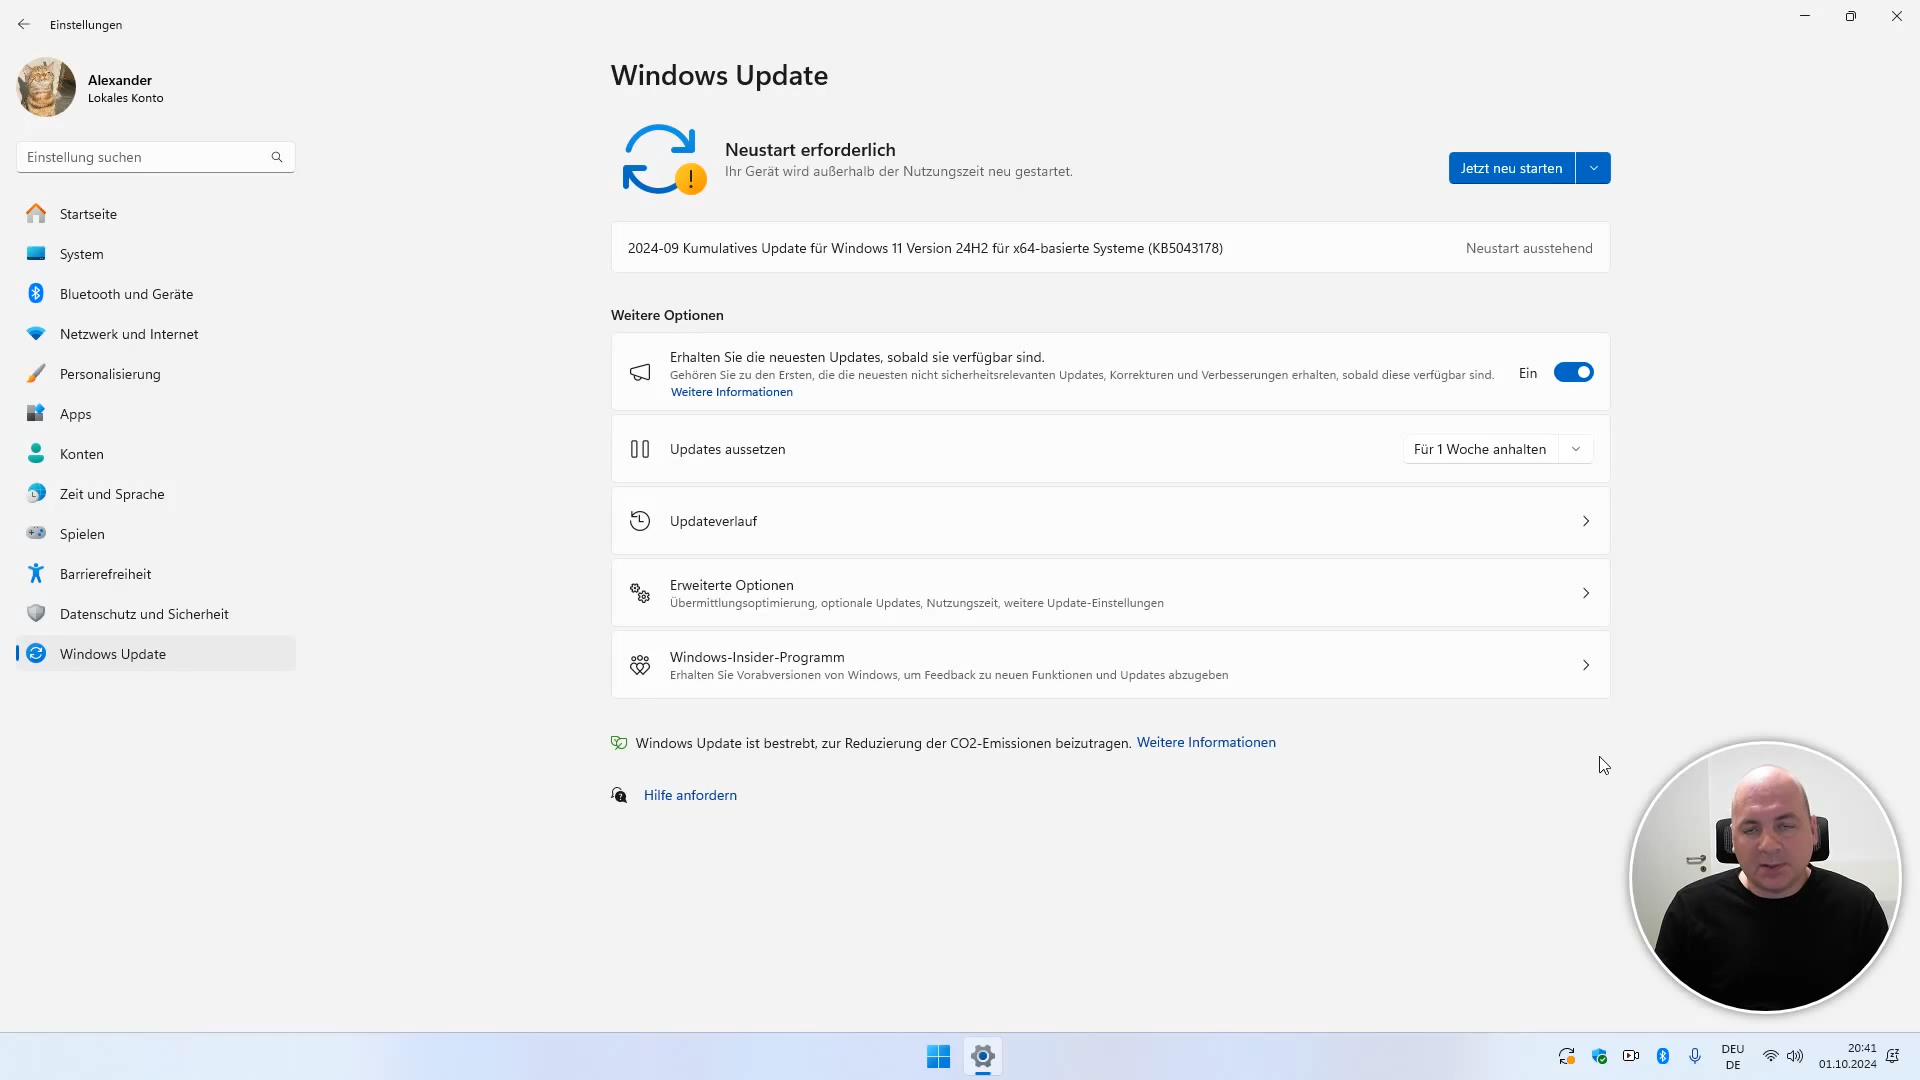 Einstellungen
Alexander
Lokales Konto
Einstellung suchen
Startseite
System
Bluetooth und Geräte
Netzwerk und Internet
Personalisierung
Apps
Konten
Zeit und Sprache
Spielen
Barrierefreiheit
Datenschutz und Sicherheit
Windows Update
Windows Update
Neustart erforderlich
Ihr Gerät wird außerhalb der Nutzungszeit neu gestartet.
Jetzt neu starten
2024-09 Kumulatives Update für Windows 11 Version 24H2 für x64-basierte Systeme (KB5043178)
Neustart ausstehend
Weitere Optionen
Erhalten Sie die neuesten Updates, sobald sie verfügbar sind.
Gehören Sie zu den Ersten, die die neuesten nicht sicherheitsrelevanten Updates, Korrekturen und Verbesserungen erhalten, sobald diese verfügbar sind.
Weitere Informationen
Ein
Updates aussetzen
Für 1 Woche anhalten
Updateverlauf
Erweiterte Optionen
Übermittlungsoptimierung, optionale Updates, Nutzungszeit, weitere Update-Einstellungen
Windows-Insider-Programm
Erhalten Sie Vorabversionen von Windows, um Feedback zu neuen Funktionen und Updates abzugeben
Windows Update ist bestrebt, zur Reduzierung der CO2-Emissionen beizutragen. Weitere Informationen
Hilfe anfordern
DEU
DE
20:41
01.10.2024